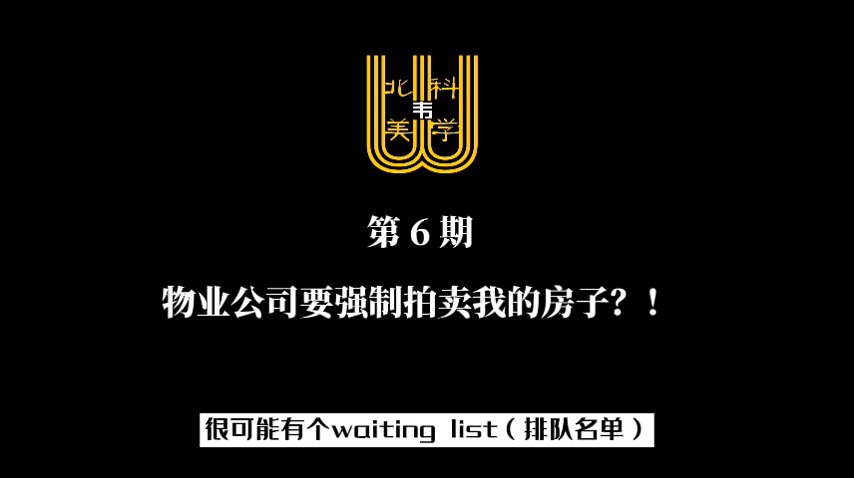 北科
韦
美学
第6期
物业公司要强制拍卖我的房子?!
很可能有个waiting list(排队名单)